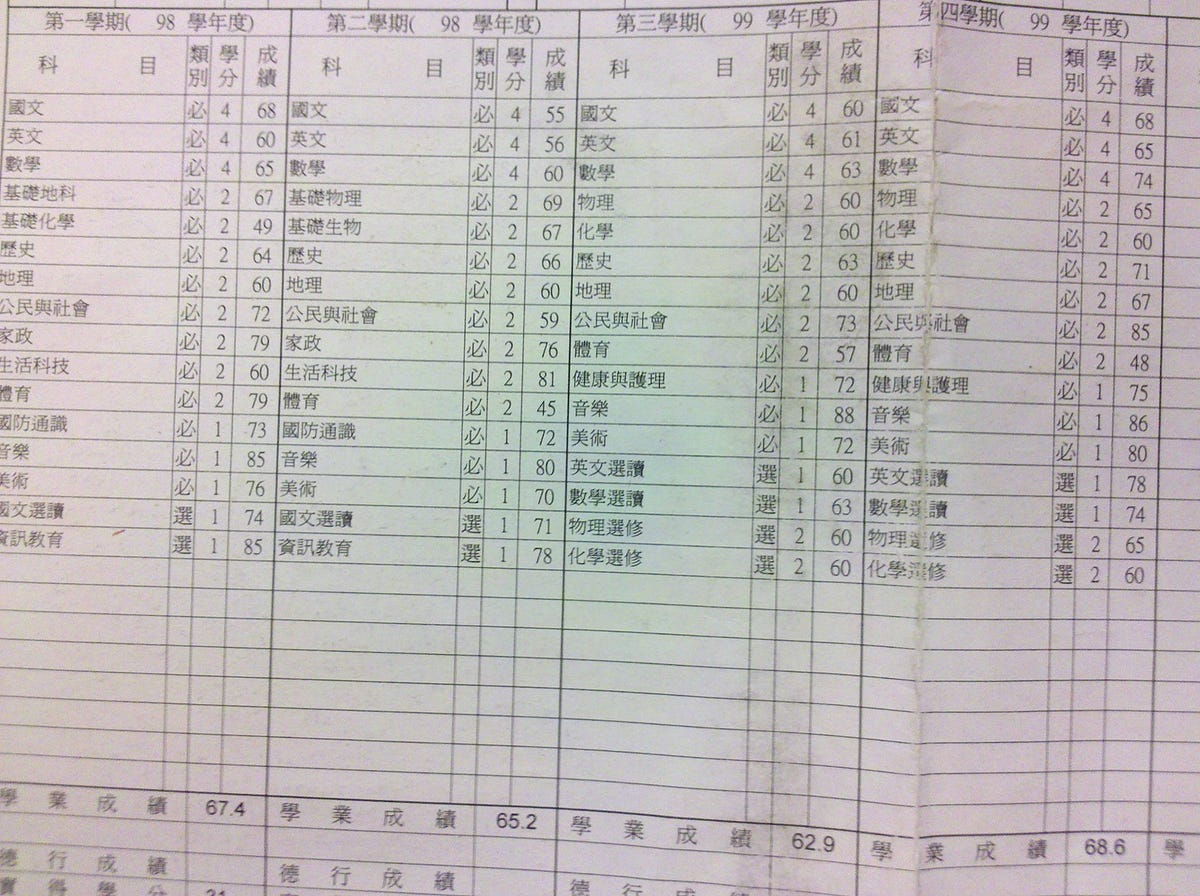 第一學期( 98 學年度) 第二學期( 98 學年度) 第三學期( 99 學年度) 第四學期( 99 學年度)
科 目 類別 學分 成績 科 目 類別 學分 成績 科 目 類別 學分 成績 科 目 類別 學分 成績
國文 必 4 68 國文 必 4 55 國文 必 4 60 國文 必 4 68
英文 必 4 60 英文 必 4 56 英文 必 4 61 英文 必 4 65
數學 必 4 65 數學 必 4 60 數學 必 4 63 數學 必 4 74
基礎地科 必 2 67 基礎物理 必 2 69 物理 必 2 60 物理 必 2 65
基礎化學 必 2 49 基礎生物 必 2 67 化學 必 2 60 化學 必 2 60
歷史 必 2 64 歷史 必 2 66 歷史 必 2 63 歷史 必 2 71
地理 必 2 60 地理 必 2 60 地理 必 2 60 地理 必 2 67
公民與社會 必 2 72 公民與社會 必 2 59 公民與社會 必 2 73 公民與社會 必 2 85
家政 必 2 79 家政 必 2 76 體育 必 2 57 體育 必 2 48
生活科技 必 2 60 生活科技 必 2 81 健康與護理 必 1 72 健康與護理 必 1 75
體育 必 2 79 體育 必 2 45 音樂 必 1 88 音樂 必 1 86
國防通識 必 1 73 國防通識 必 1 72 美術 必 1 72 美術 必 1 80
音樂 必 1 85 音樂 必 1 80 英文選讀 選 1 60 英文選讀 選 1 78
美術 必 1 76 美術 必 1 70 數學選讀 選 1 63 數學選讀 選 1 74
國文選讀 選 1 74 國文選讀 選 1 71 物理選修 選 2 60 物理選修 選 2 65
資訊教育 選 1 85 資訊教育 選 1 78 化學選修 選 2 60 化學選修 選 2 60
學業成績 67.4 學業成績 65.2 學業成績 62.9 學業成績 68.6 學
德行成績 德行成績 德行成績
實得學分